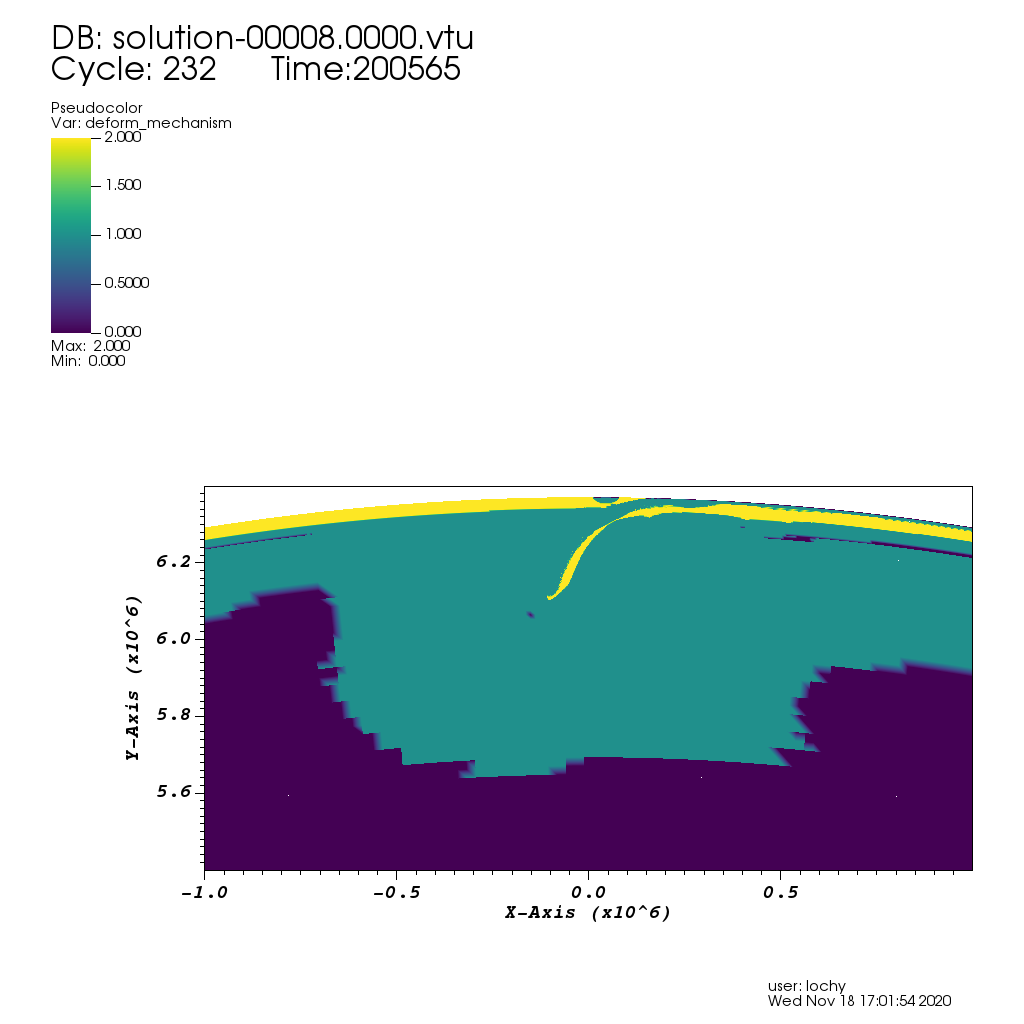 DB: solution-00008.0000.vtu
Cycle: 232 Time:200565
Pseudocolor
Var: deform_mechanism
2.000
1.500
1.000
0.5000
0.000
Max: 2.000
Min: 0.000
6.2
6.0
5.8
5.6
Y-Axis (x10^6)
-1.0 -0.5 0.0 0.5
X-Axis (x10^6)
user: lochy
Wed Nov 18 17:01:54 2020